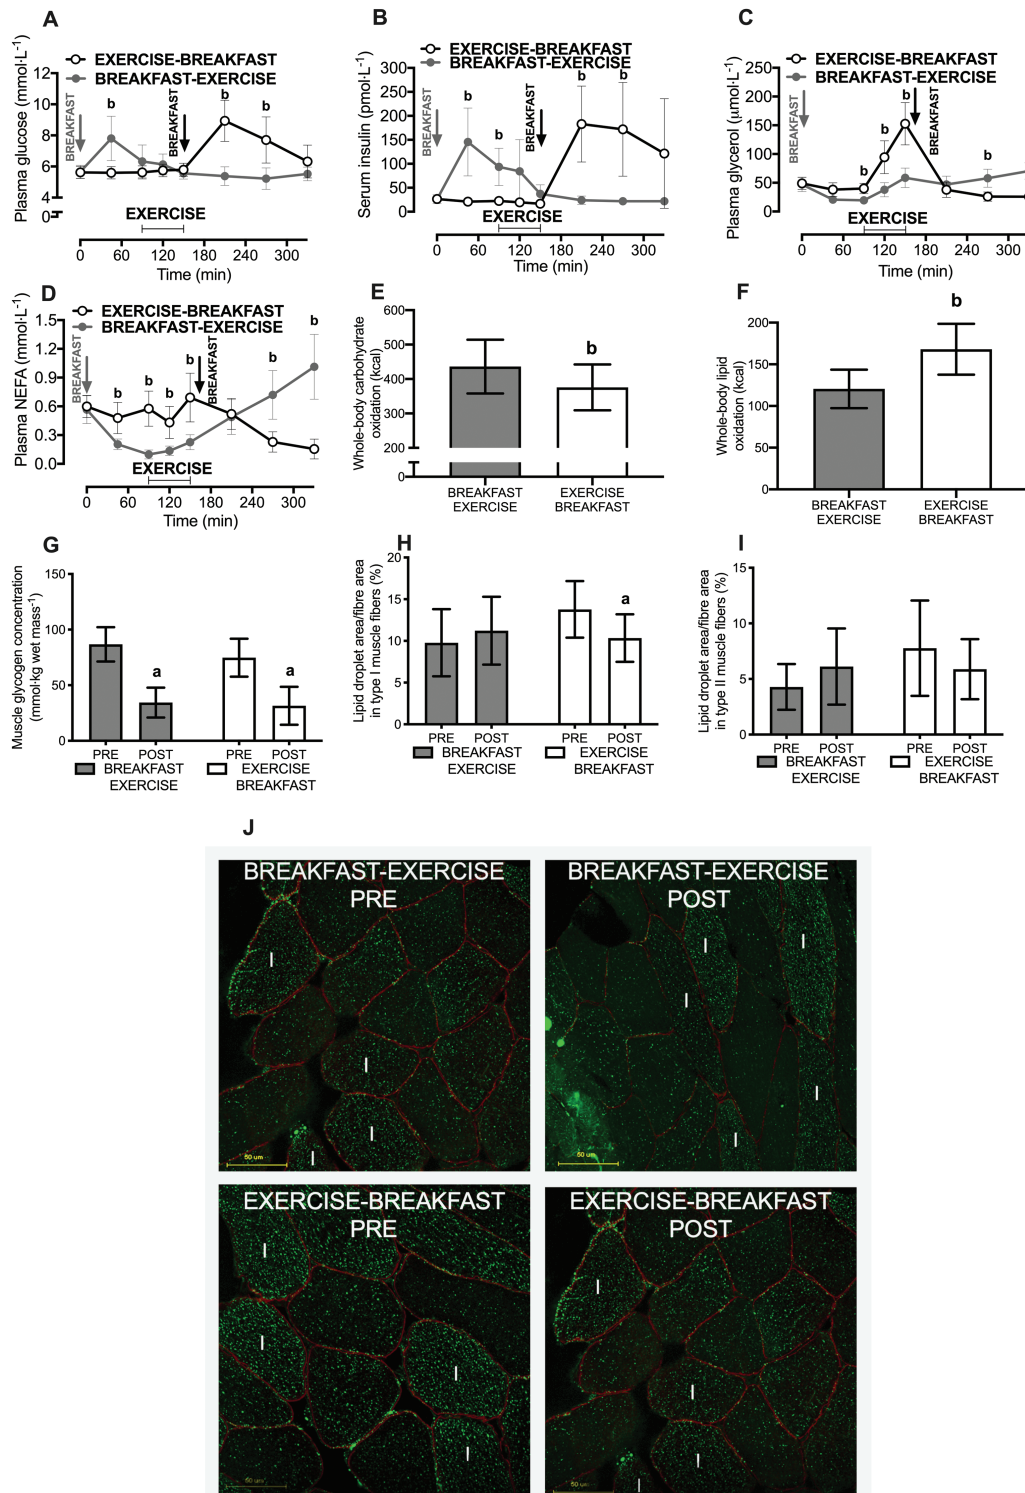 A
EXERCISE-BREAKFAST
BREAKFAST-EXERCISE
Plasma glucose (mmol·L-1)
12
10
8
6
4
0
BREAKFAST
b
BREAKFAST
b
b
EXERCISE
0 60 120 180 240 300
Time (min)
B
EXERCISE-BREAKFAST
BREAKFAST-EXERCISE
Serum insulin (pmol·L-1)
300
250
200
150
100
50
0
BREAKFAST
b
b
BREAKFAST
b
b
EXERCISE
0 60 120 180 240 300
Time (min)
C
EXERCISE-BREAKFAST
BREAKFAST-EXERCISE
Plasma glycerol (µmol·L-1)
250
200
150
100
50
0
BREAKFAST
b
b
b
BREAKFAST
b
EXERCISE
0 60 120 180 240 300
Time (min)
D
EXERCISE-BREAKFAST
BREAKFAST-EXERCISE
Plasma NEFA (mmol·L-1)
1.5
1.2
0.9
0.6
0.3
0.0
BREAKFAST
b
b
b
b
BREAKFAST
b
b
EXERCISE
0 60 120 180 240 300
Time (min)
E
Whole-body carbohydrate
oxidation (kcal)
600
500
400
300
200
0
b
BREAKFAST
EXERCISE
EXERCISE
BREAKFAST
F
Whole-body lipid
oxidation (kcal)
200
150
100
50
0
b
BREAKFAST
EXERCISE
EXERCISE
BREAKFAST
G
Muscle glycogen concentration
(mmol·kg wet mass-1)
150
100
50
0
a
a
PRE POST PRE POST
BREAKFAST
EXERCISE
EXERCISE
BREAKFAST
H
Lipid droplet area/fibre area
in type I muscle fibers (%)
20
15
10
5
0
a
PRE POST PRE POST
BREAKFAST
EXERCISE
EXERCISE
BREAKFAST
I
Lipid droplet area/fibre area
in type II muscle fibers (%)
15
10
5
0
PRE POST PRE POST
BREAKFAST
EXERCISE
EXERCISE
BREAKFAST
J
BREAKFAST-EXERCISE
PRE
I
I
I
I
50 um
BREAKFAST-EXERCISE
POST
I
I
I
I
I
50 um
EXERCISE-BREAKFAST
PRE
I
I
I
I
50 um
EXERCISE-BREAKFAST
POST
I
I
I
I
50 um